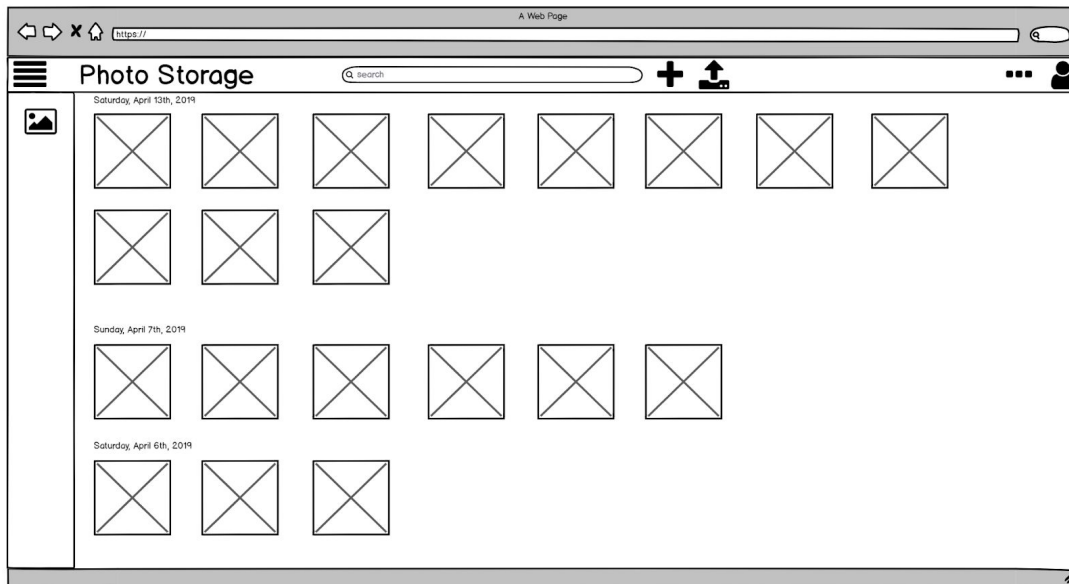 A Web Page
https://
Photo Storage
search
Saturday, April 13th, 2019
Sunday, April 7th, 2019
Saturday, April 6th, 2019